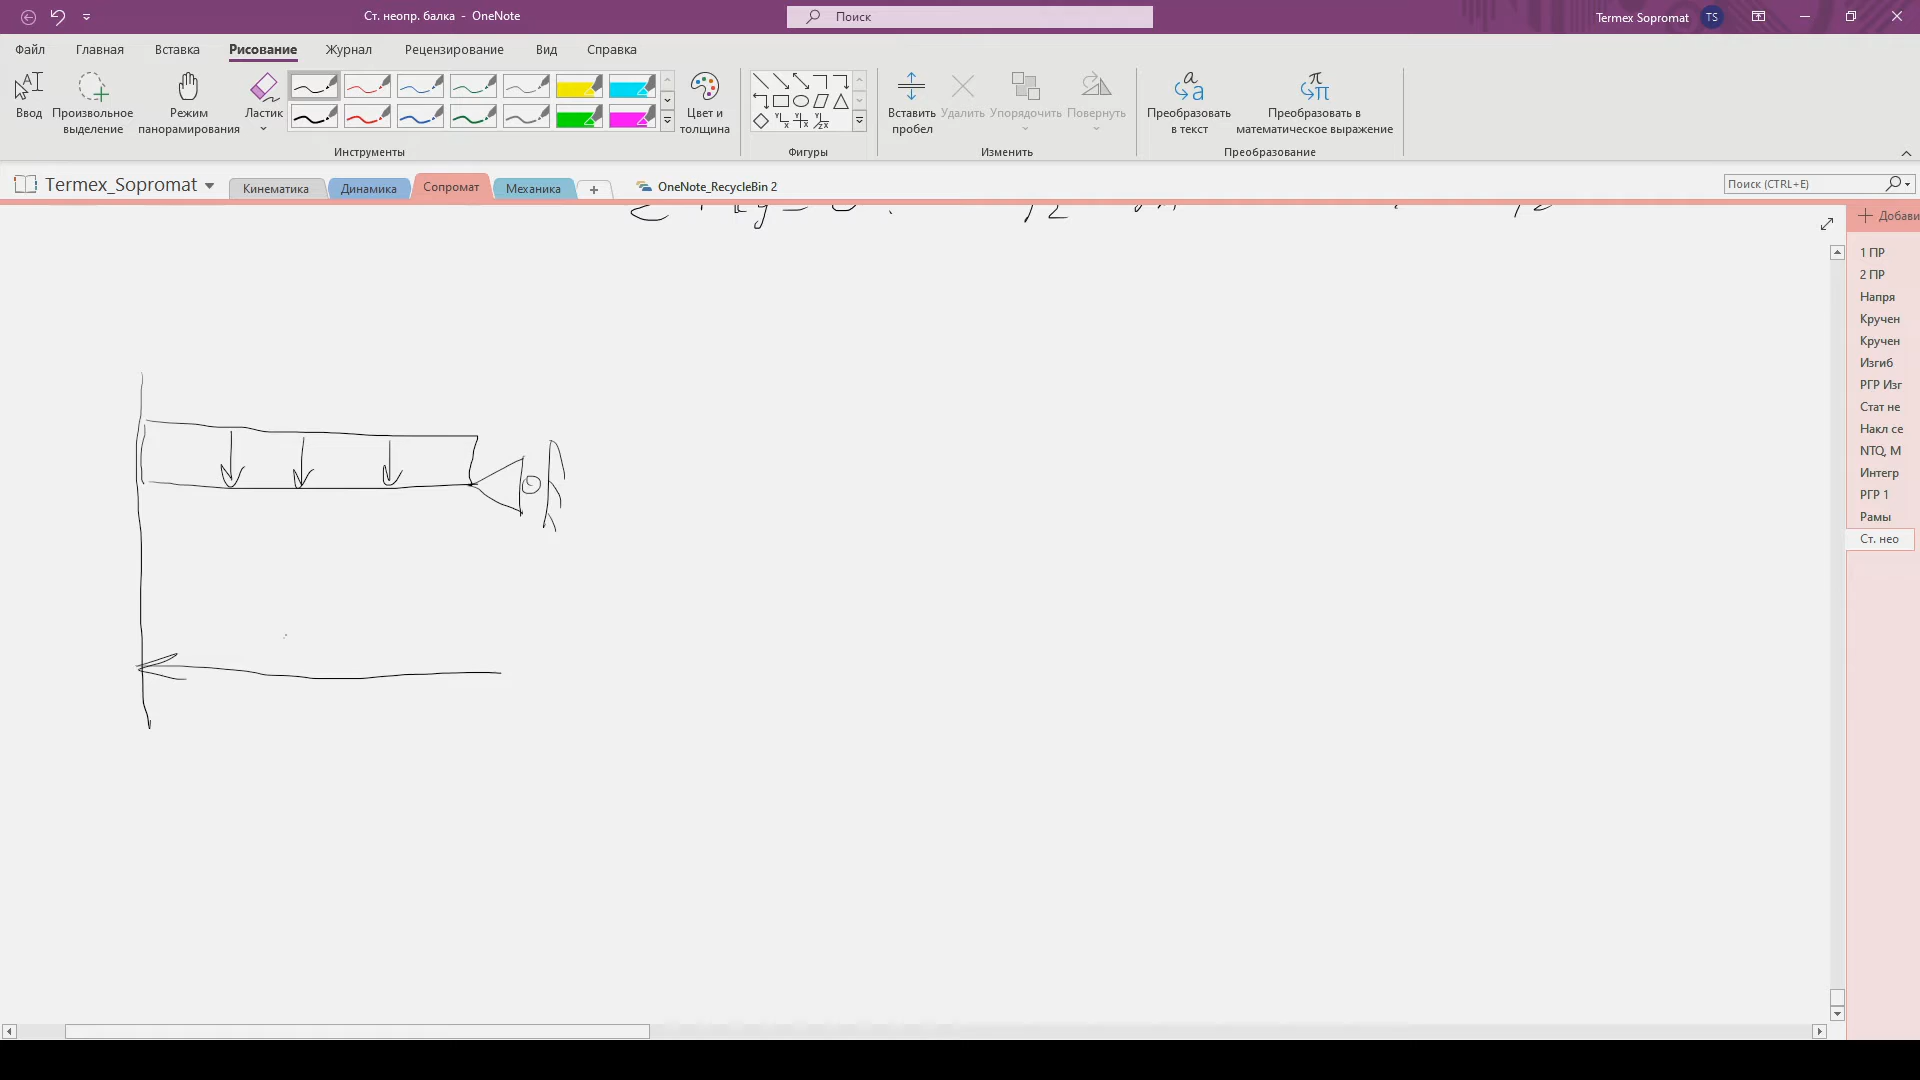 Ст. неопр. балка - OneNote
Поиск
Termex Sopromat
TS
Файл Главная Вставка Рисование Журнал Рецензирование Вид Справка
Ввод
Произвольное выделение
Режим панорамирования
Ластик
Цвет и толщина
Вставить пробел
Удалить
Упорядочить
Повернуть
Преобразовать в текст
Преобразовать в математическое выражение
Инструменты
Фигуры
Изменить
Преобразование
Termex_Sopromat
Кинематика
Динамика
Сопромат
Механика
OneNote_RecycleBin 2
Поиск (CTRL+E)
Добави
1 ПР
2 ПР
Напря
Кручен
Кручен
Изгиб
РГР Изг
Стат не
Накл се
NTQ, M
Интегр
РГР 1
Рамы
Ст. нео